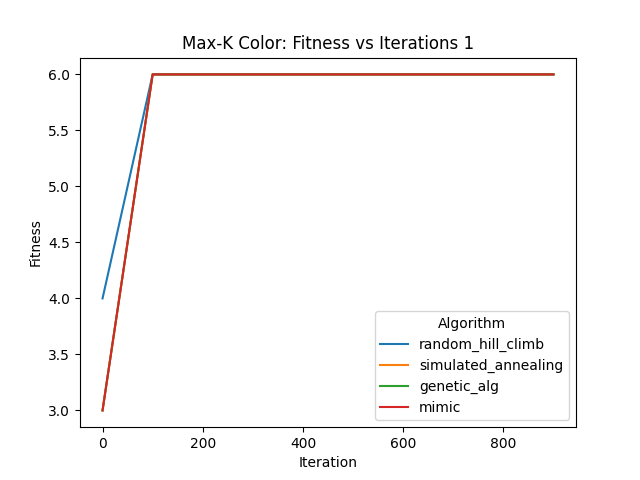 Max-K Color: Fitness vs Iterations 1
6.0
5.5
5.0
4.5
4.0
3.5
3.0
Fitness
0
200
400
600
800
Iteration
Algorithm
random_hill_climb
simulated_annealing
genetic_alg
mimic